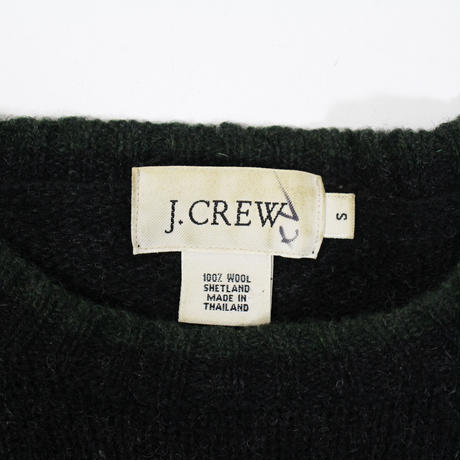 J.CREW
S
100% WOOL
SHETLAND
MADE IN
THAILAND